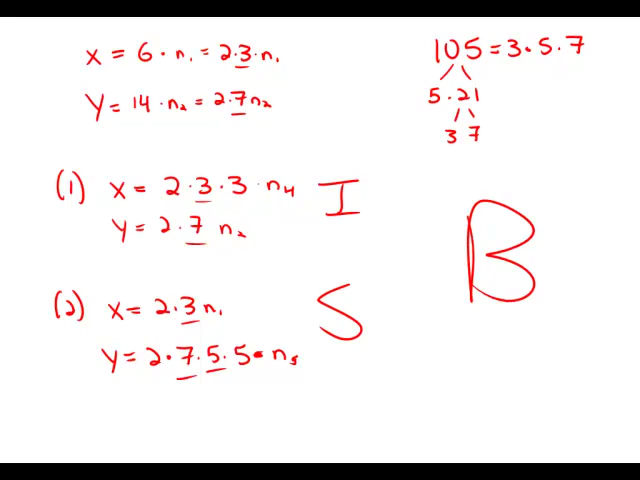 x = 6 · n₁ = 2·3·n₁
y = 14 · n₂ = 2·7n₂
105 = 3·5·7
5·21
3 7
(1) x = 2·3·3·n₄
y = 2·7 n₂
I
(2) x = 2·3n₁
y = 2·7·5·5·n₅
S
B